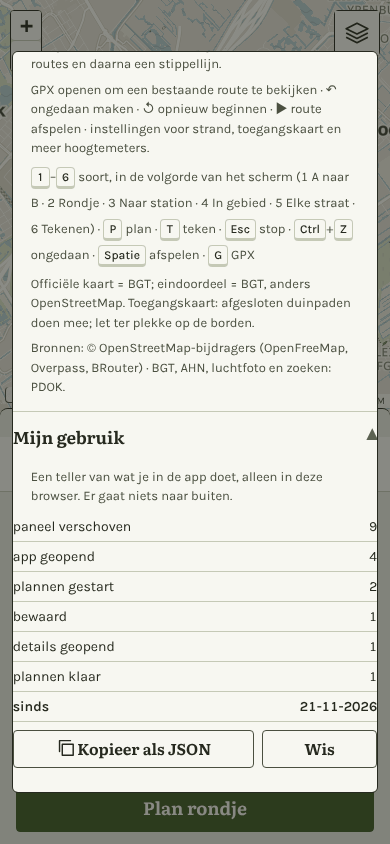 +
routes en daarna een stippellijn.
GPX openen om een bestaande route te bekijken · ↶
ongedaan maken · ↺ opnieuw beginnen · ▶ route
afspelen · instellingen voor strand, toegangskaart en
meer hoogtemeters.
1 – 6 soort, in de volgorde van het scherm (1 A naar
B · 2 Rondje · 3 Naar station · 4 In gebied · 5 Elke straat ·
6 Tekenen) · P plan · T teken · Esc stop · Ctrl + Z
ongedaan · Spatie afspelen · G GPX
Officiële kaart = BGT; eindoordeel = BGT, anders
OpenStreetMap. Toegangskaart: afgesloten duinpaden
doen mee; let ter plekke op de borden.
Bronnen: © OpenStreetMap-bijdragers (OpenFreeMap,
Overpass, BRouter) · BGT, AHN, luchtfoto en zoeken:
PDOK.
Mijn gebruik ▲
Een teller van wat je in de app doet, alleen in deze
browser. Er gaat niets naar buiten.
paneel verschoven 9
app geopend 4
plannen gestart 2
bewaard 1
details geopend 1
plannen klaar 1
sinds 21-11-2026
Kopieer als JSON Wis
Plan rondje